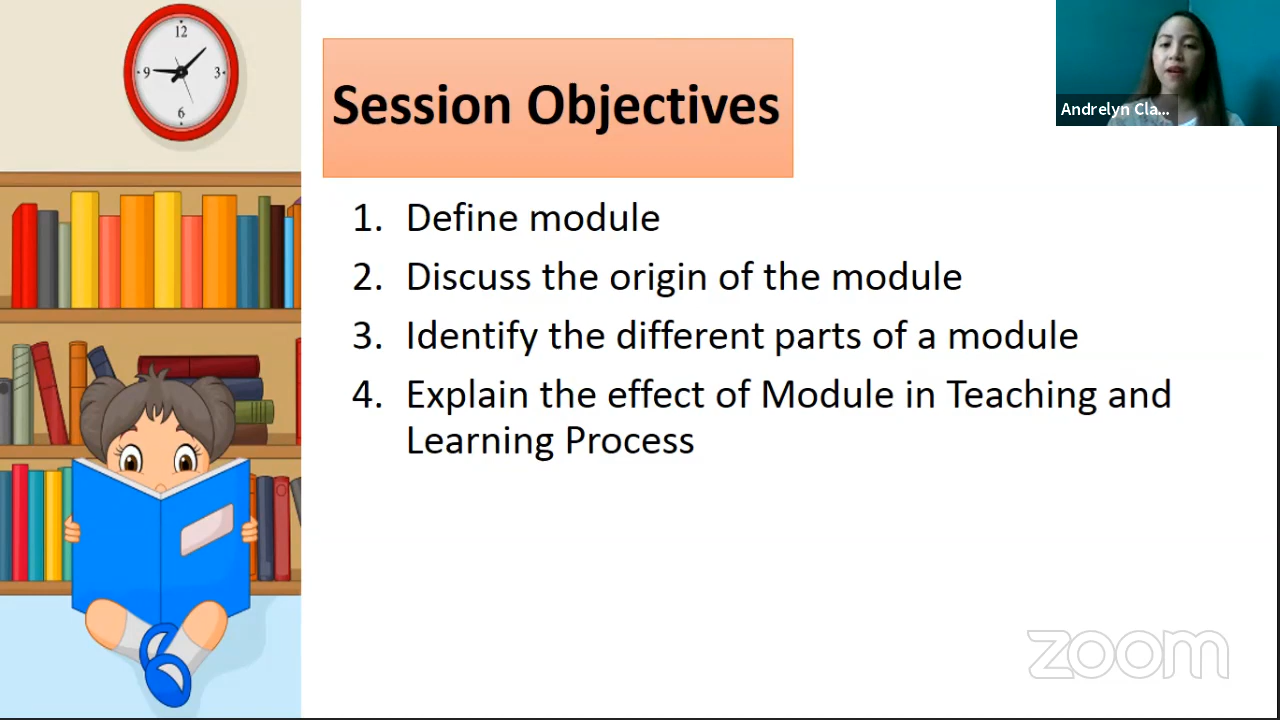 12
9
3
6
Session Objectives
Andrelyn Cla...
1. Define module
2. Discuss the origin of the module
3. Identify the different parts of a module
4. Explain the effect of Module in Teaching and
Learning Process
zoom